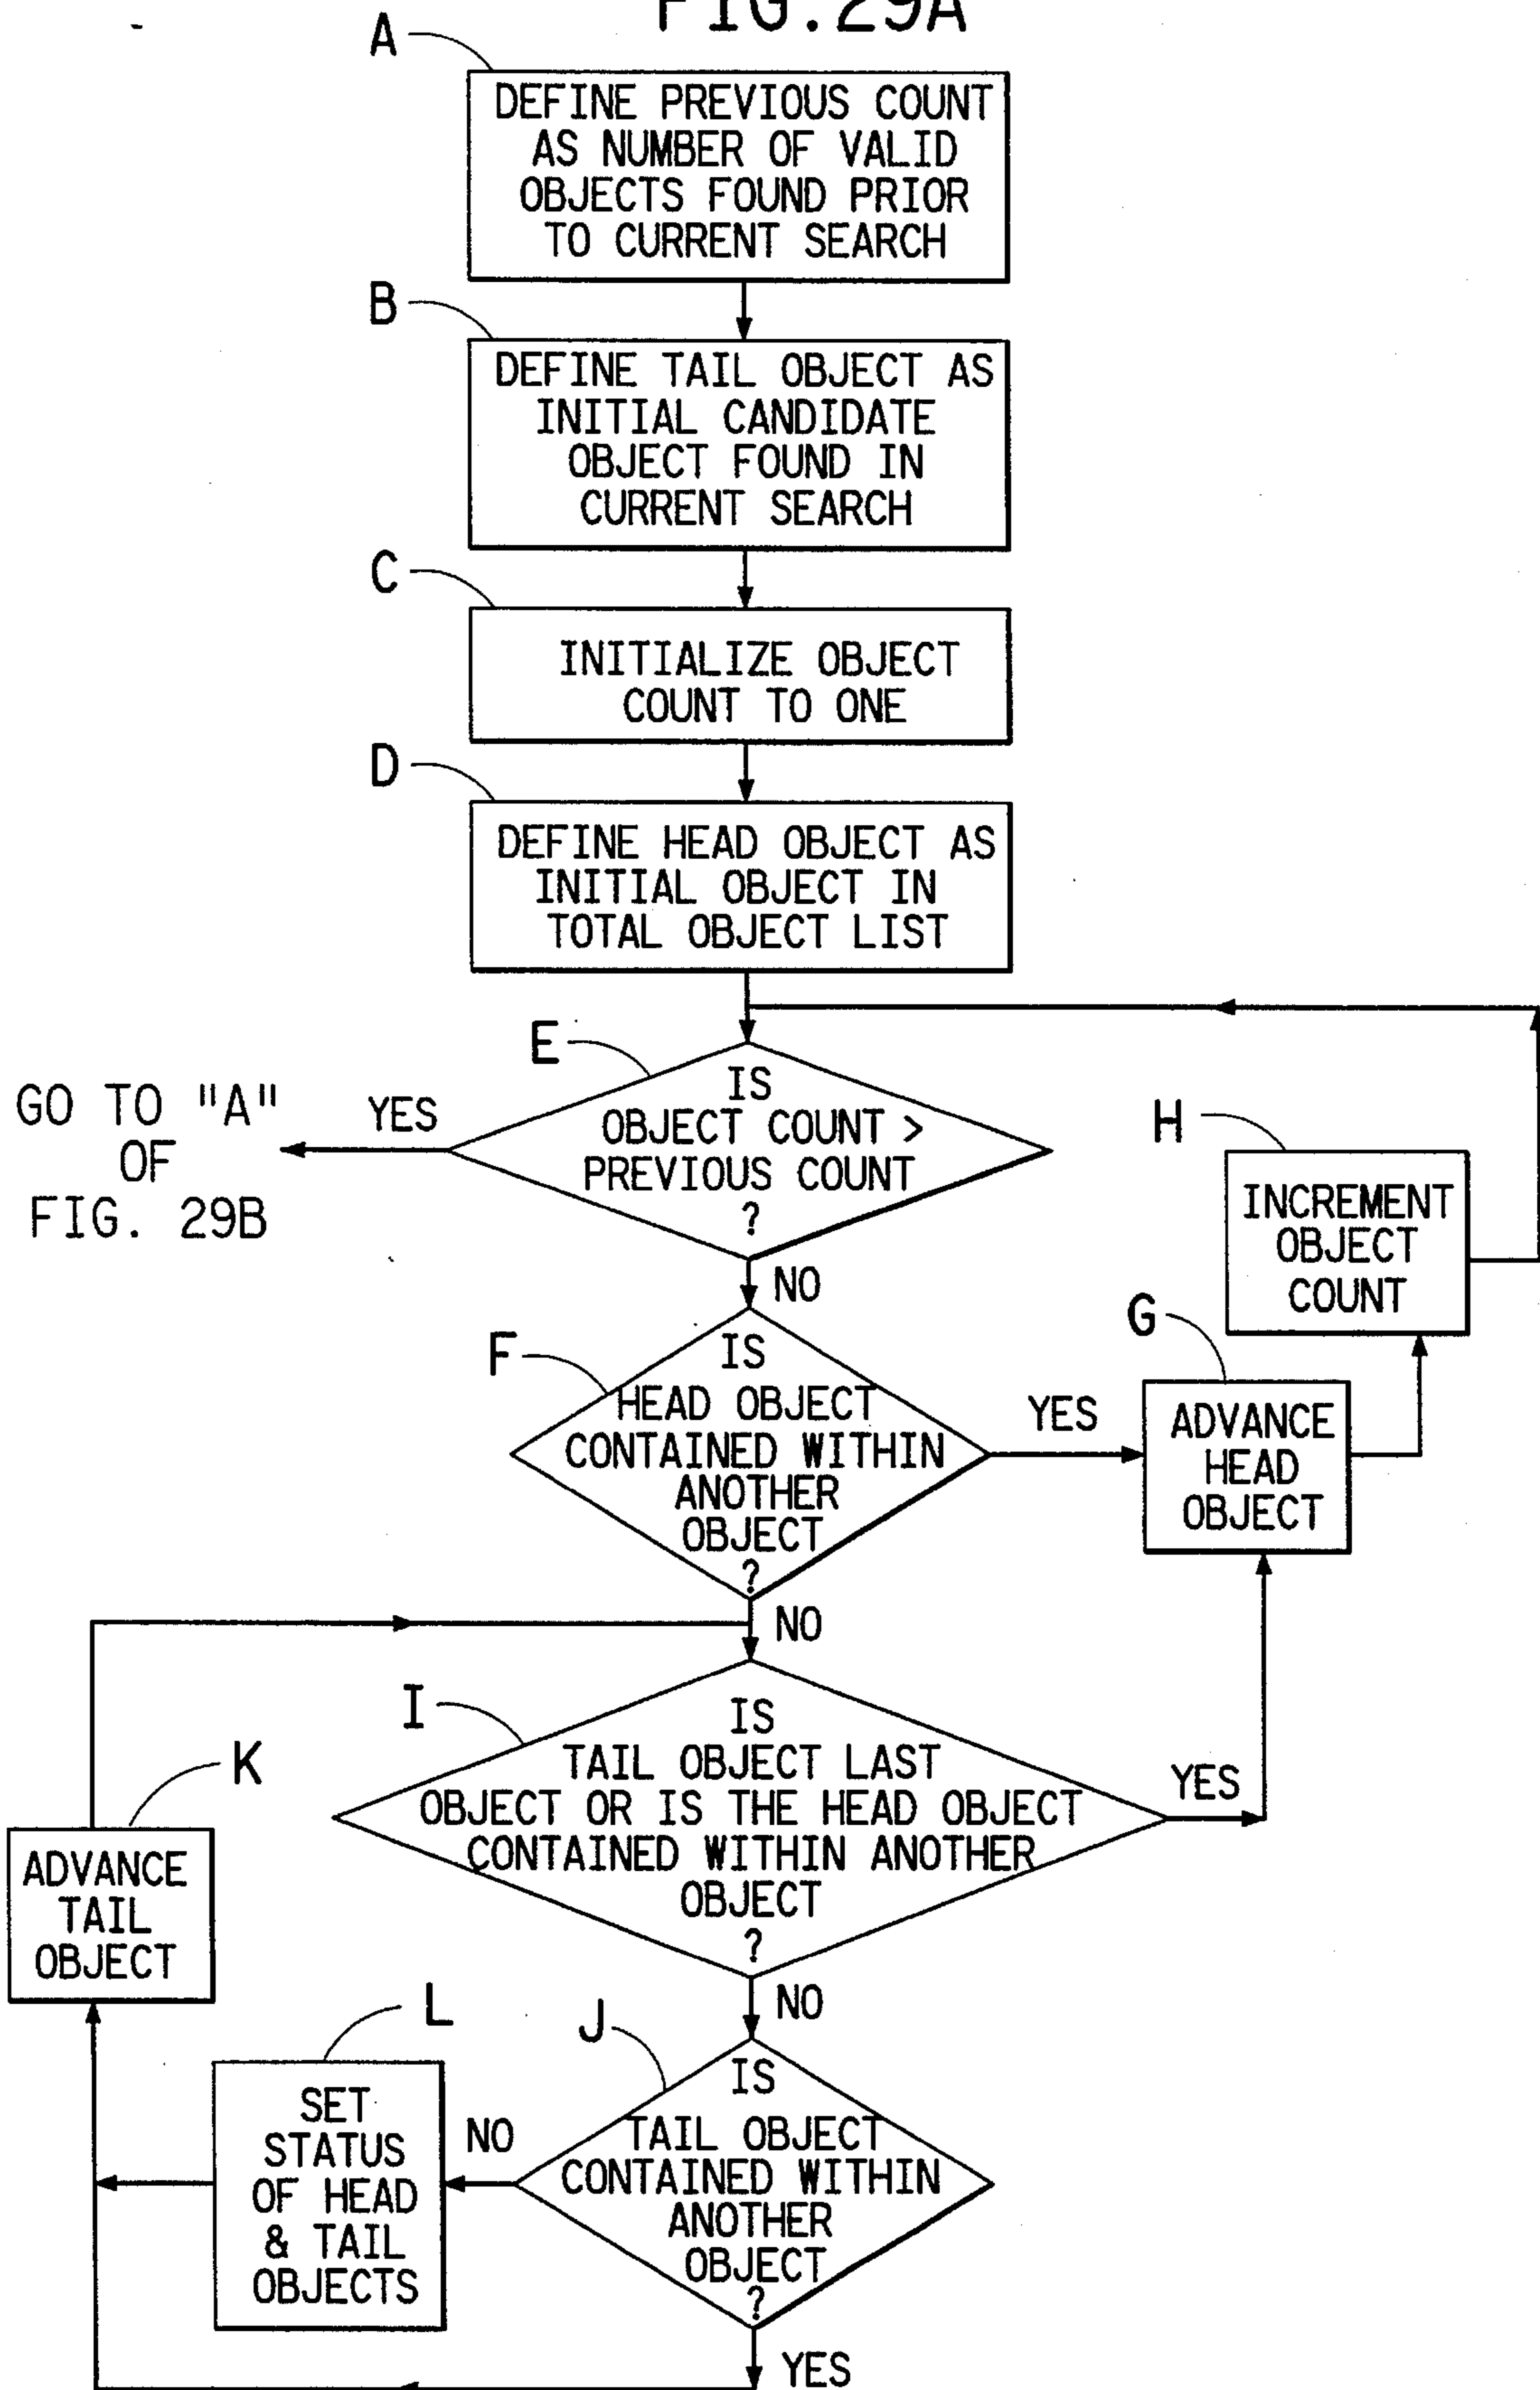 FIG.29A
A
DEFINE PREVIOUS COUNT
AS NUMBER OF VALID
OBJECTS FOUND PRIOR
TO CURRENT SEARCH
B
DEFINE TAIL OBJECT AS
INITIAL CANDIDATE
OBJECT FOUND IN
CURRENT SEARCH
C
INITIALIZE OBJECT
COUNT TO ONE
D
DEFINE HEAD OBJECT AS
INITIAL OBJECT IN
TOTAL OBJECT LIST
E
IS
OBJECT COUNT >
PREVIOUS COUNT
?
YES
GO TO "A"
OF
FIG. 29B
NO
H
INCREMENT
OBJECT
COUNT
F
IS
HEAD OBJECT
CONTAINED WITHIN
ANOTHER
OBJECT
?
YES
G
ADVANCE
HEAD
OBJECT
NO
I
IS
TAIL OBJECT LAST
OBJECT OR IS THE HEAD OBJECT
CONTAINED WITHIN ANOTHER
OBJECT
?
YES
K
ADVANCE
TAIL
OBJECT
NO
J
IS
TAIL OBJECT
CONTAINED WITHIN
ANOTHER
OBJECT
?
NO
L
SET
STATUS
OF HEAD
& TAIL
OBJECTS
YES